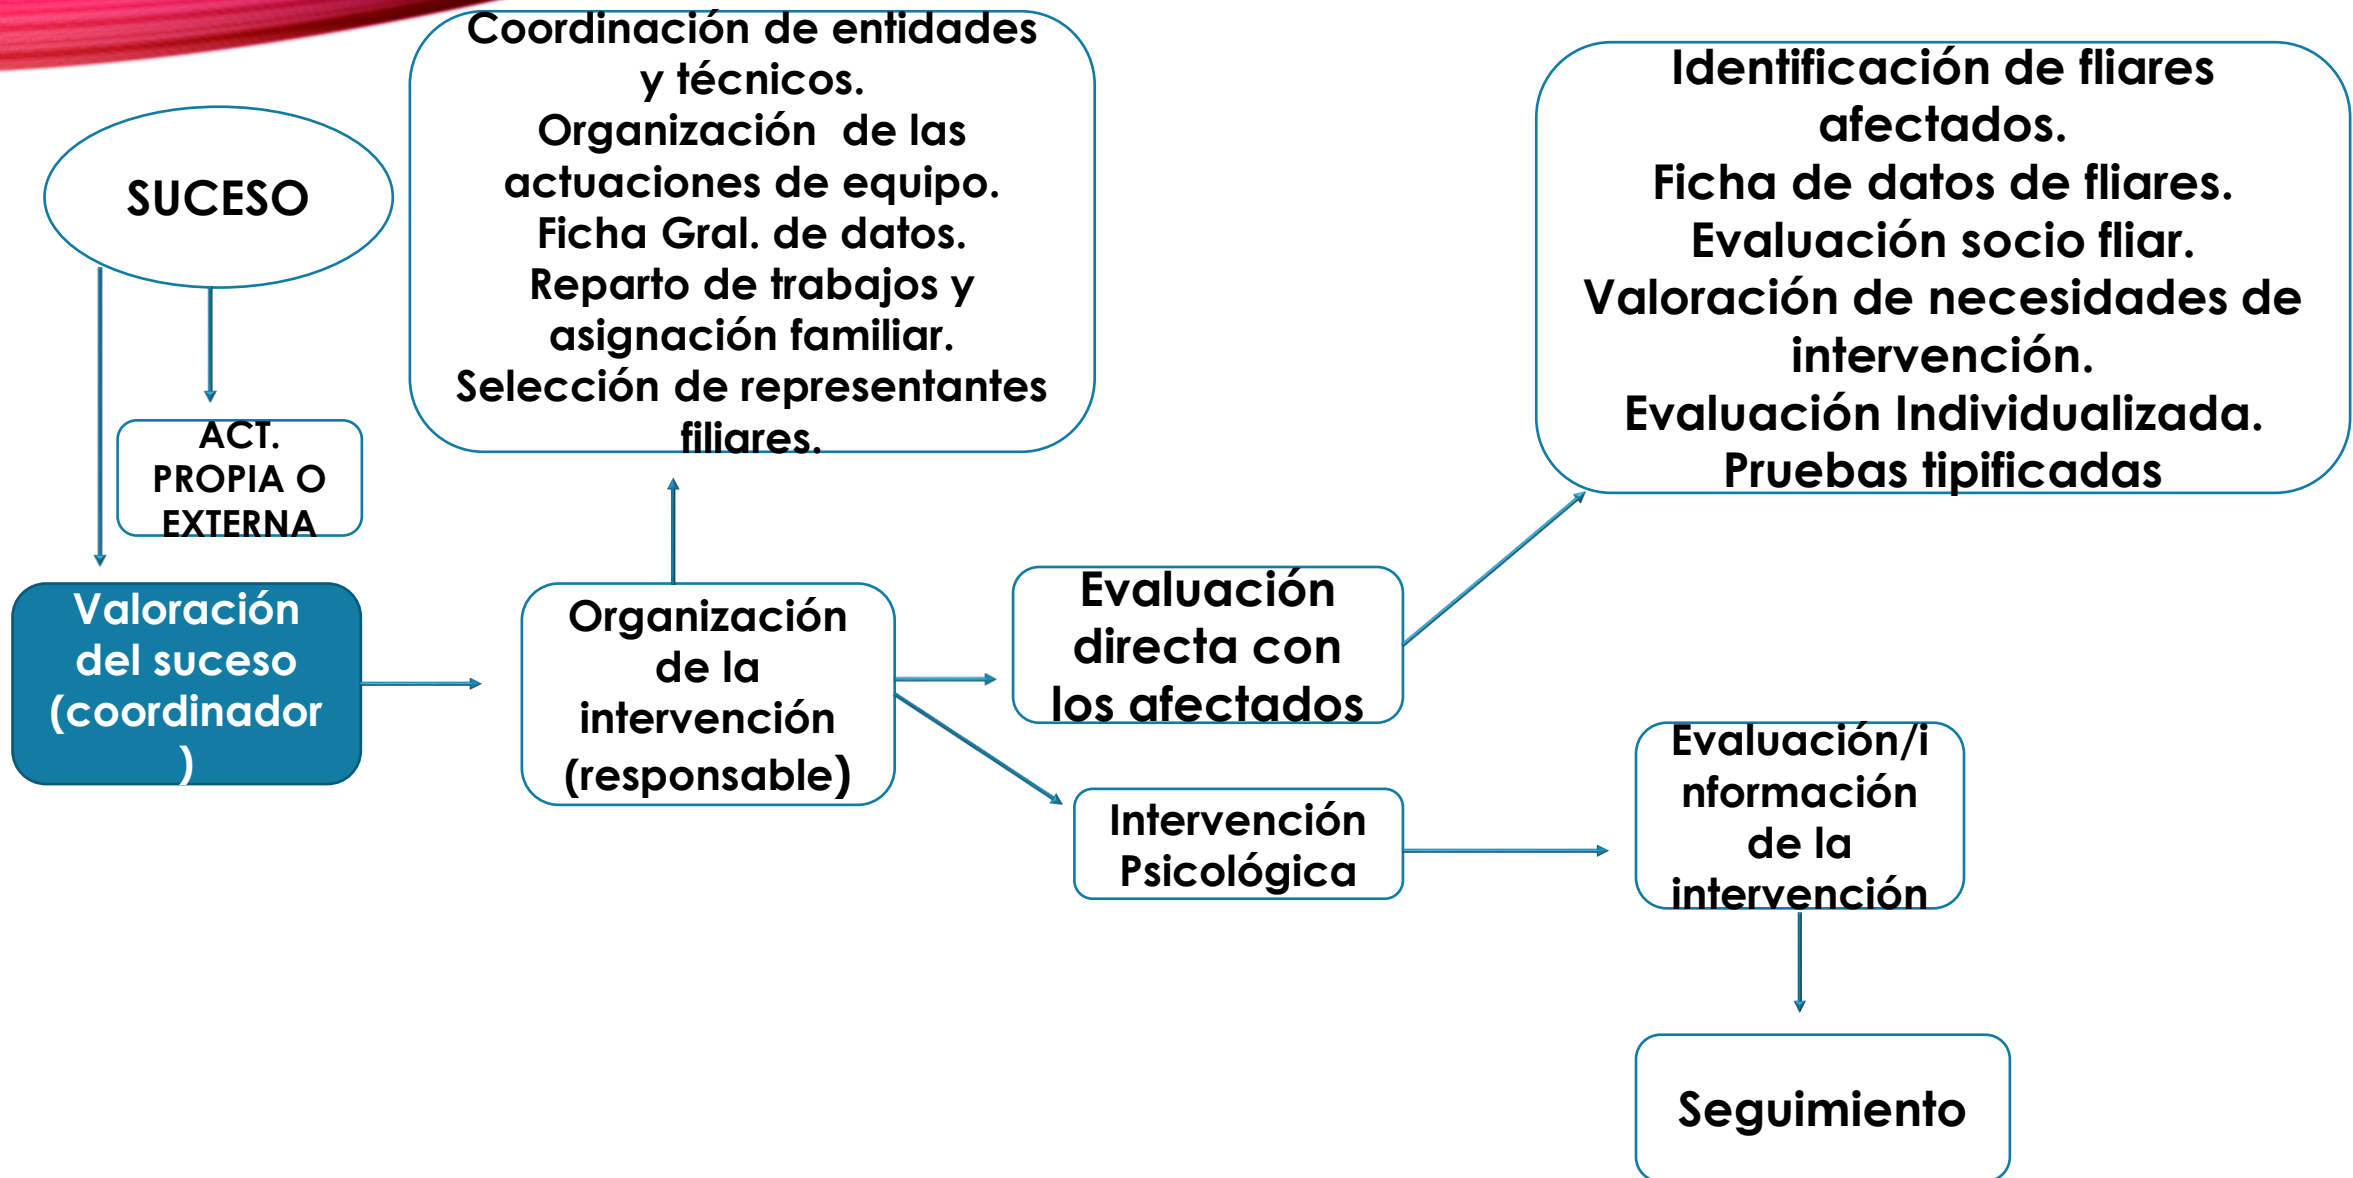 SUCESO
ACT.
PROPIA O
EXTERNA
Valoración
del suceso
(coordinador
)
Coordinación de entidades
y técnicos.
Organización  de las
actuaciones de equipo.
Ficha Gral. de datos.
Reparto de trabajos y
asignación familiar.
Selección de representantes
filiares.
Organización
de la
intervención
(responsable)
Evaluación
directa con
los afectados
Identificación de fliares
afectados.
Ficha de datos de fliares.
Evaluación socio fliar.
Valoración de necesidades de
intervención.
Evaluación Individualizada.
Pruebas tipificadas
Intervención
Psicológica
Evaluación/i
nformación
de la
intervención
Seguimiento